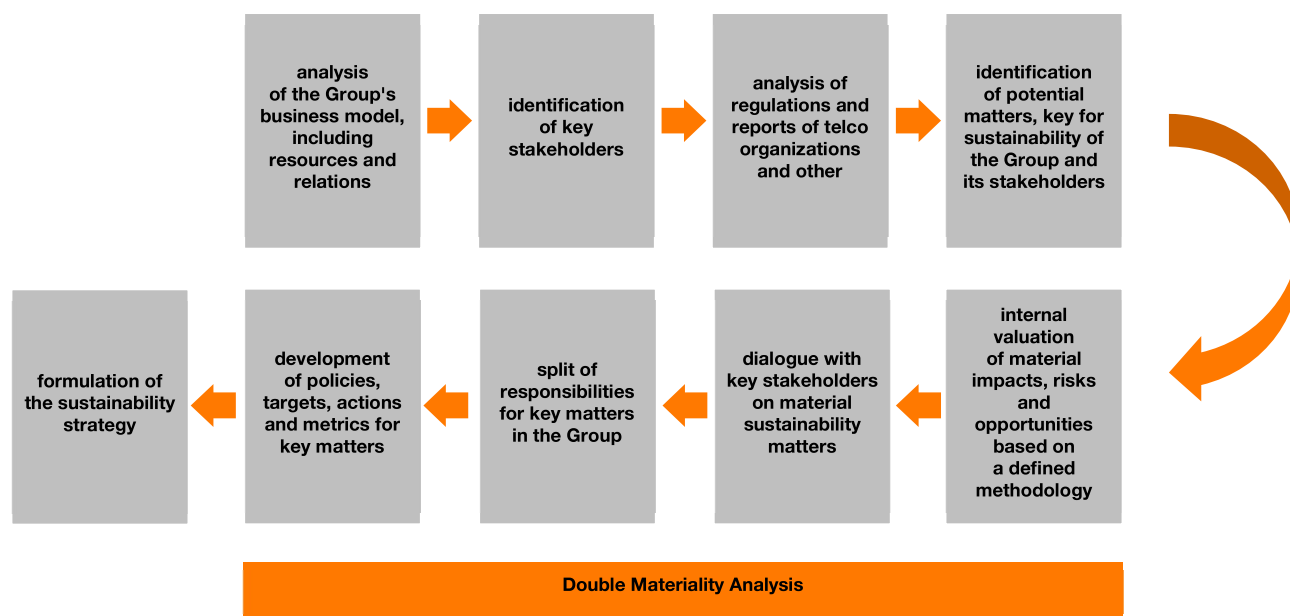 analysis
of the Group's
business model,
including
resources and
relations
identification
of key
stakeholders
analysis of
regulations and
reports of telco
organizations
and other
identification
of potential
matters, key for
sustainability of
the Group and
its stakeholders
internal
valuation
of material
impacts, risks
and
opportunities
based on
a defined
methodology
dialogue with
key stakeholders
on material
sustainability
matters
split of
responsibilities
for key matters
in the Group
development
of policies,
targets, actions
and metrics for
key matters
formulation of
the sustainability
strategy
Double Materiality Analysis